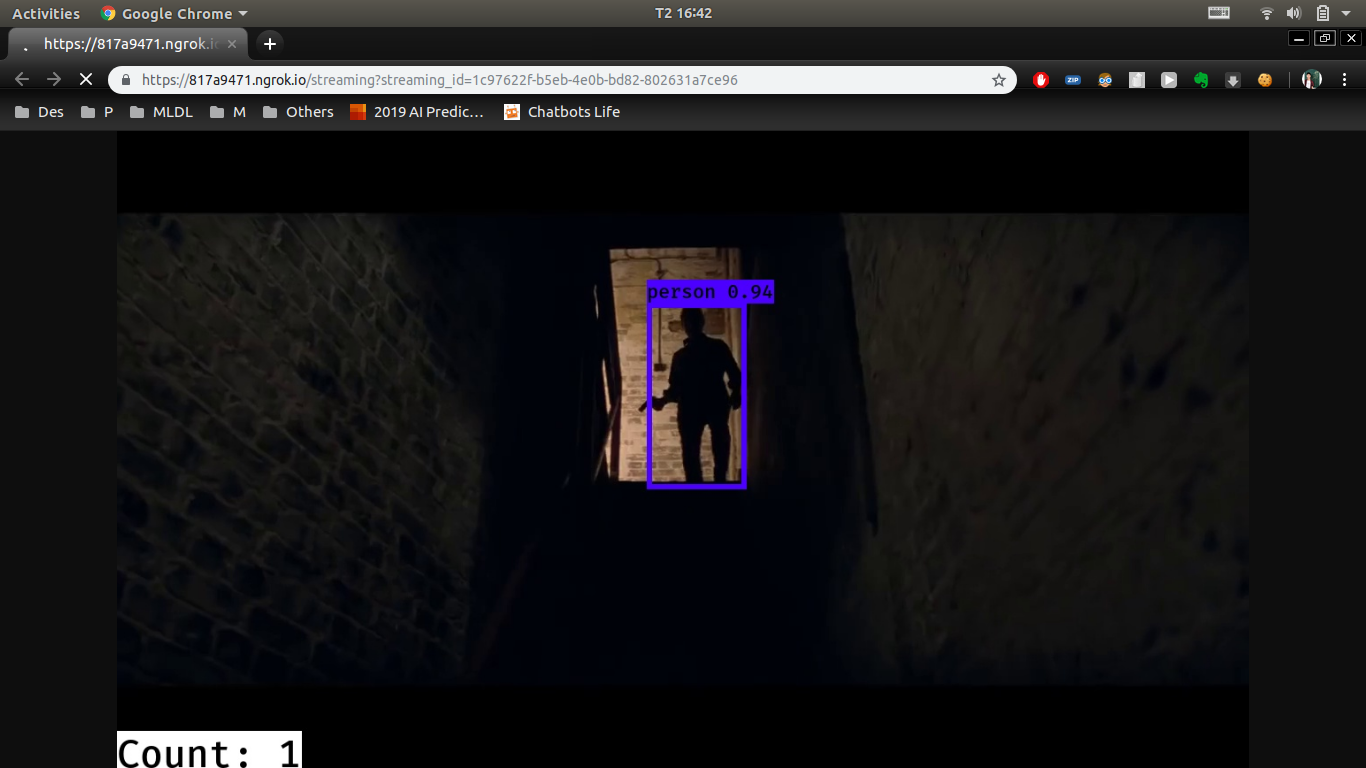 Activities Google Chrome T2 16:42
https://817a9471.ngrok.i
https://817a9471.ngrok.io/streaming?streaming_id=1c97622f-b5eb-4e0b-bd82-802631a7ce96 ZIP
Des P MLDL M Others 2019 AI Predic... Chatbots Life
person 0.94
Count: 1